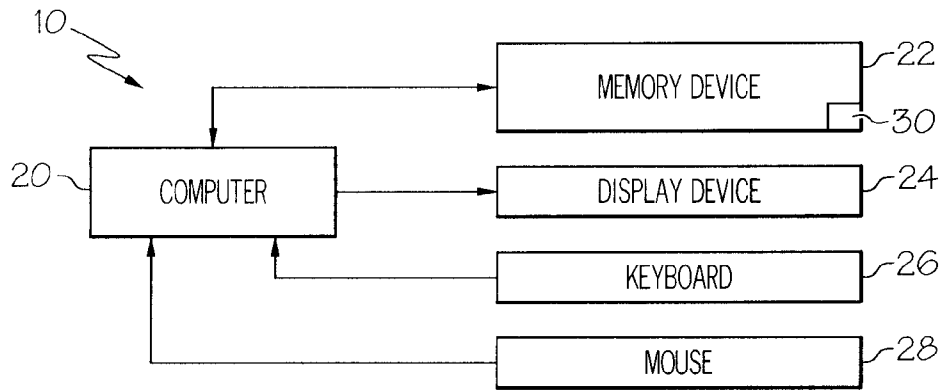 10
MEMORY DEVICE
22
30
20
COMPUTER
DISPLAY DEVICE
24
KEYBOARD
26
MOUSE
28